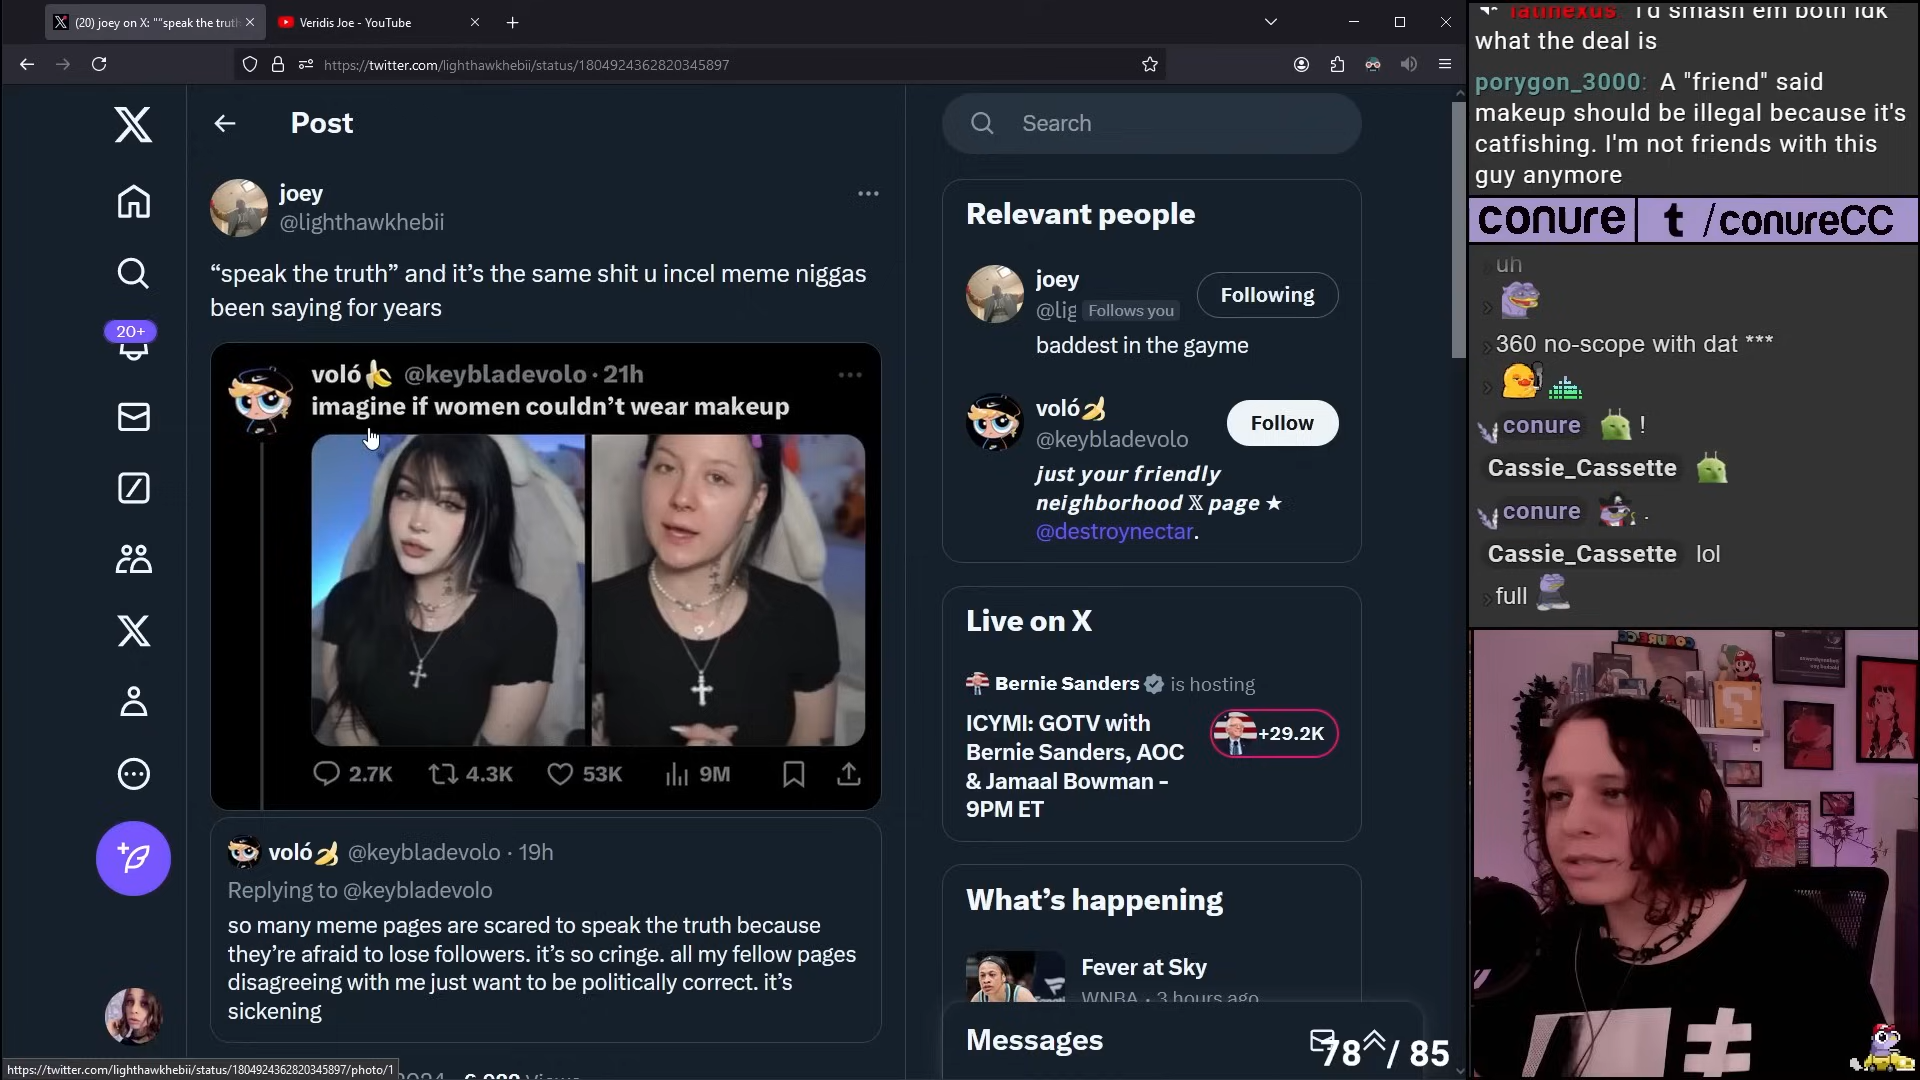 (20) joey on X: "“speak the truth
Veridis Joe - YouTube
https://twitter.com/lighthawkhebii/status/1804924362820345897
Post
joey
@lighthawkhebii
“speak the truth” and it’s the same shit u incel meme niggas
been saying for years
voló🍌 @keybladevolo · 21h
imagine if women couldn’t wear makeup
2.7K
4.3K
53K
9M
voló🍌 @keybladevolo · 19h
Replying to @keybladevolo
so many meme pages are scared to speak the truth because
they’re afraid to lose followers. it’s so cringe. all my fellow pages
disagreeing with me just want to be politically correct. it’s
sickening
20+
https://twitter.com/lighthawkhebii/status/1804924362820345897/photo/1
Search
Relevant people
joey
@lig Follows you
Following
baddest in the gayme
voló🍌
@keybladevolo
Follow
just your friendly
neighborhood 𝕏 page ★
@destroynectar.
Live on X
Bernie Sanders is hosting
ICYMI: GOTV with
Bernie Sanders, AOC
& Jamaal Bowman -
9PM ET
+29.2K
What’s happening
Fever at Sky
WNBA · 3 hours ago
Messages
78 / 85
latinexus I'd smash em both idk
what the deal is
porygon_3000: A "friend" said
makeup should be illegal because it's
catfishing. I'm not friends with this
guy anymore
conure t /conureCC
uh
360 no-scope with dat ***
conure !
Cassie_Cassette
conure .
Cassie_Cassette lol
full